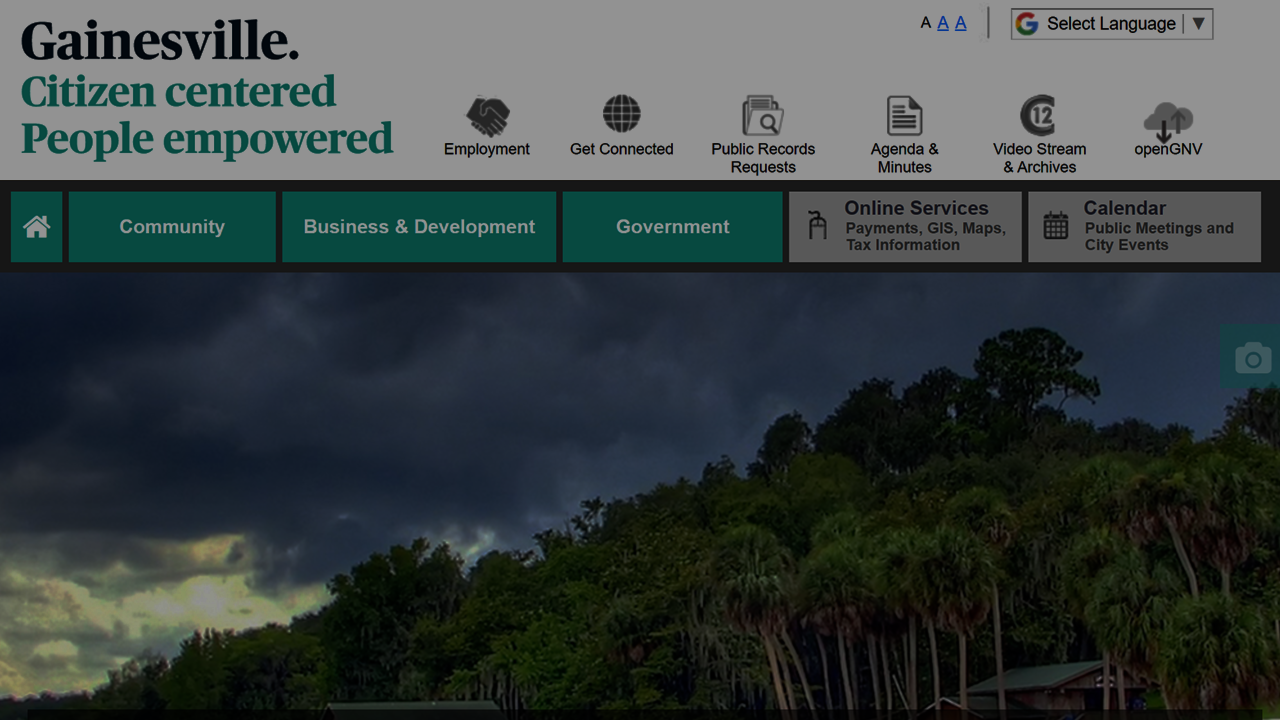 Gainesville.
Citizen centered
People empowered
A A A
Select Language ▼
Employment
Get Connected
Public Records
Requests
Agenda &
Minutes
12
Video Stream
& Archives
openGNV
Community
Business & Development
Government
Online Services
Payments, GIS, Maps,
Tax Information
Calendar
Public Meetings and
City Events